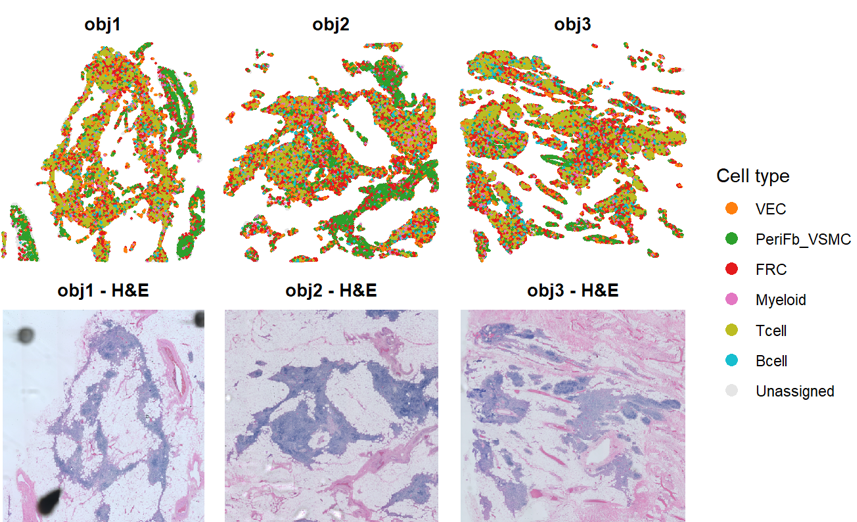 obj1
obj2
obj3
Cell type
VEC
PeriFb_VSMC
FRC
Myeloid
Tcell
Bcell
Unassigned
obj1 - H&E
obj2 - H&E
obj3 - H&E